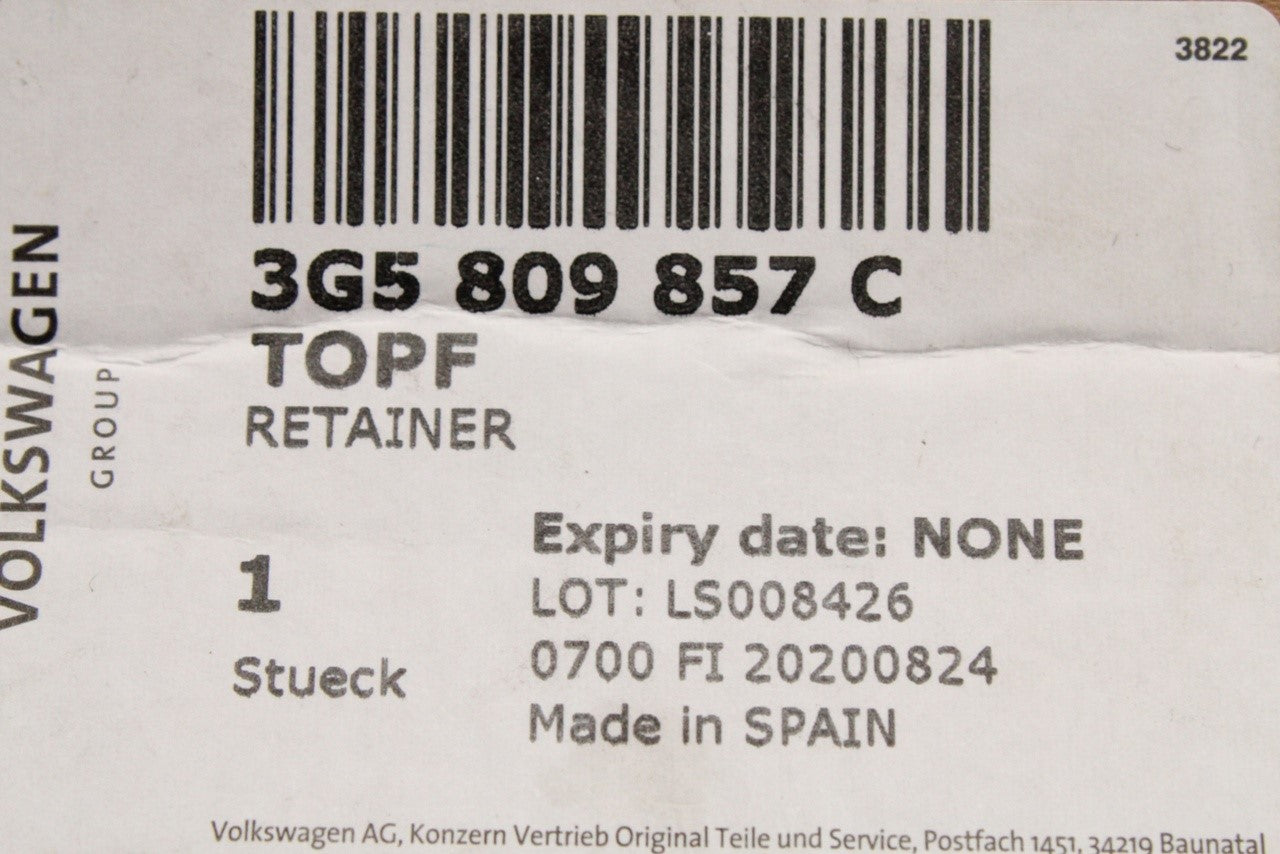 3822
3G5 809 857 C
TOPF
RETAINER
VOLKSWAGEN
GROUP
1
Stueck
Expiry date: NONE
LOT: LS008426
0700 FI 20200824
Made in SPAIN
Volkswagen AG, Konzern Vertrieb Original Teile und Service, Postfach 1451, 34219 Baunatal